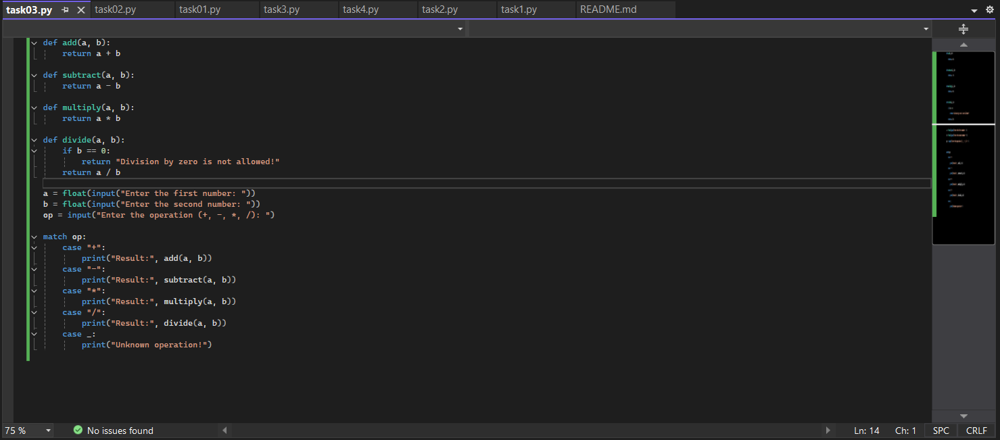 task03.py task02.py task01.py task3.py task4.py task2.py task1.py README.md
def add(a, b):
    return a + b
def subtract(a, b):
    return a - b
def multiply(a, b):
    return a * b
def divide(a, b):
    if b == 0:
        return "Division by zero is not allowed!"
    return a / b
a = float(input("Enter the first number: "))
b = float(input("Enter the second number: "))
op = input("Enter the operation (+, -, *, /): ")
match op:
    case "+":
        print("Result:", add(a, b))
    case "-":
        print("Result:", subtract(a, b))
    case "*":
        print("Result:", multiply(a, b))
    case "/":
        print("Result:", divide(a, b))
    case _:
        print("Unknown operation!")
75 % No issues found Ln: 14 Ch: 1 SPC CRLF